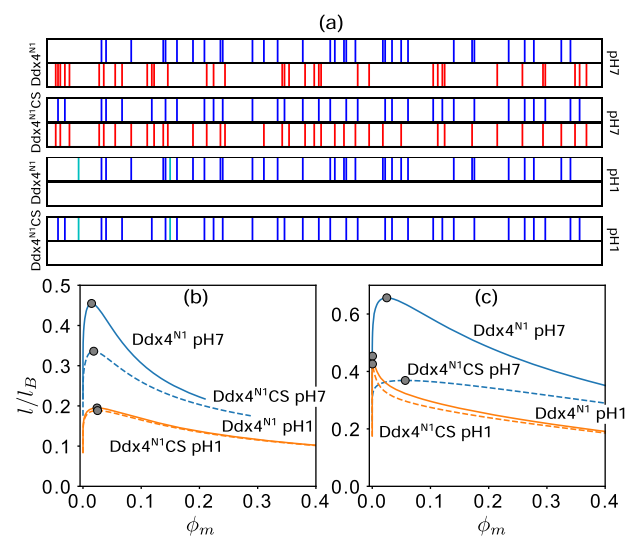 (a)
Ddx4^N1 pH7
Ddx4^N1CS pH7
Ddx4^N1 pH1
Ddx4^N1CS pH1
(b)
0.5
0.4
0.3
0.2
0.1
0.0
l/l_B
Ddx4^N1 pH7
Ddx4^N1CS pH7
Ddx4^N1 pH1
Ddx4^N1CS pH1
0.0 0.1 0.2 0.3 0.4
ϕ_m
(c)
0.6
0.4
0.2
0.0
Ddx4^N1 pH7
Ddx4^N1CS pH7
Ddx4^N1 pH1
Ddx4^N1CS pH1
0.0 0.1 0.2 0.3 0.4
ϕ_m